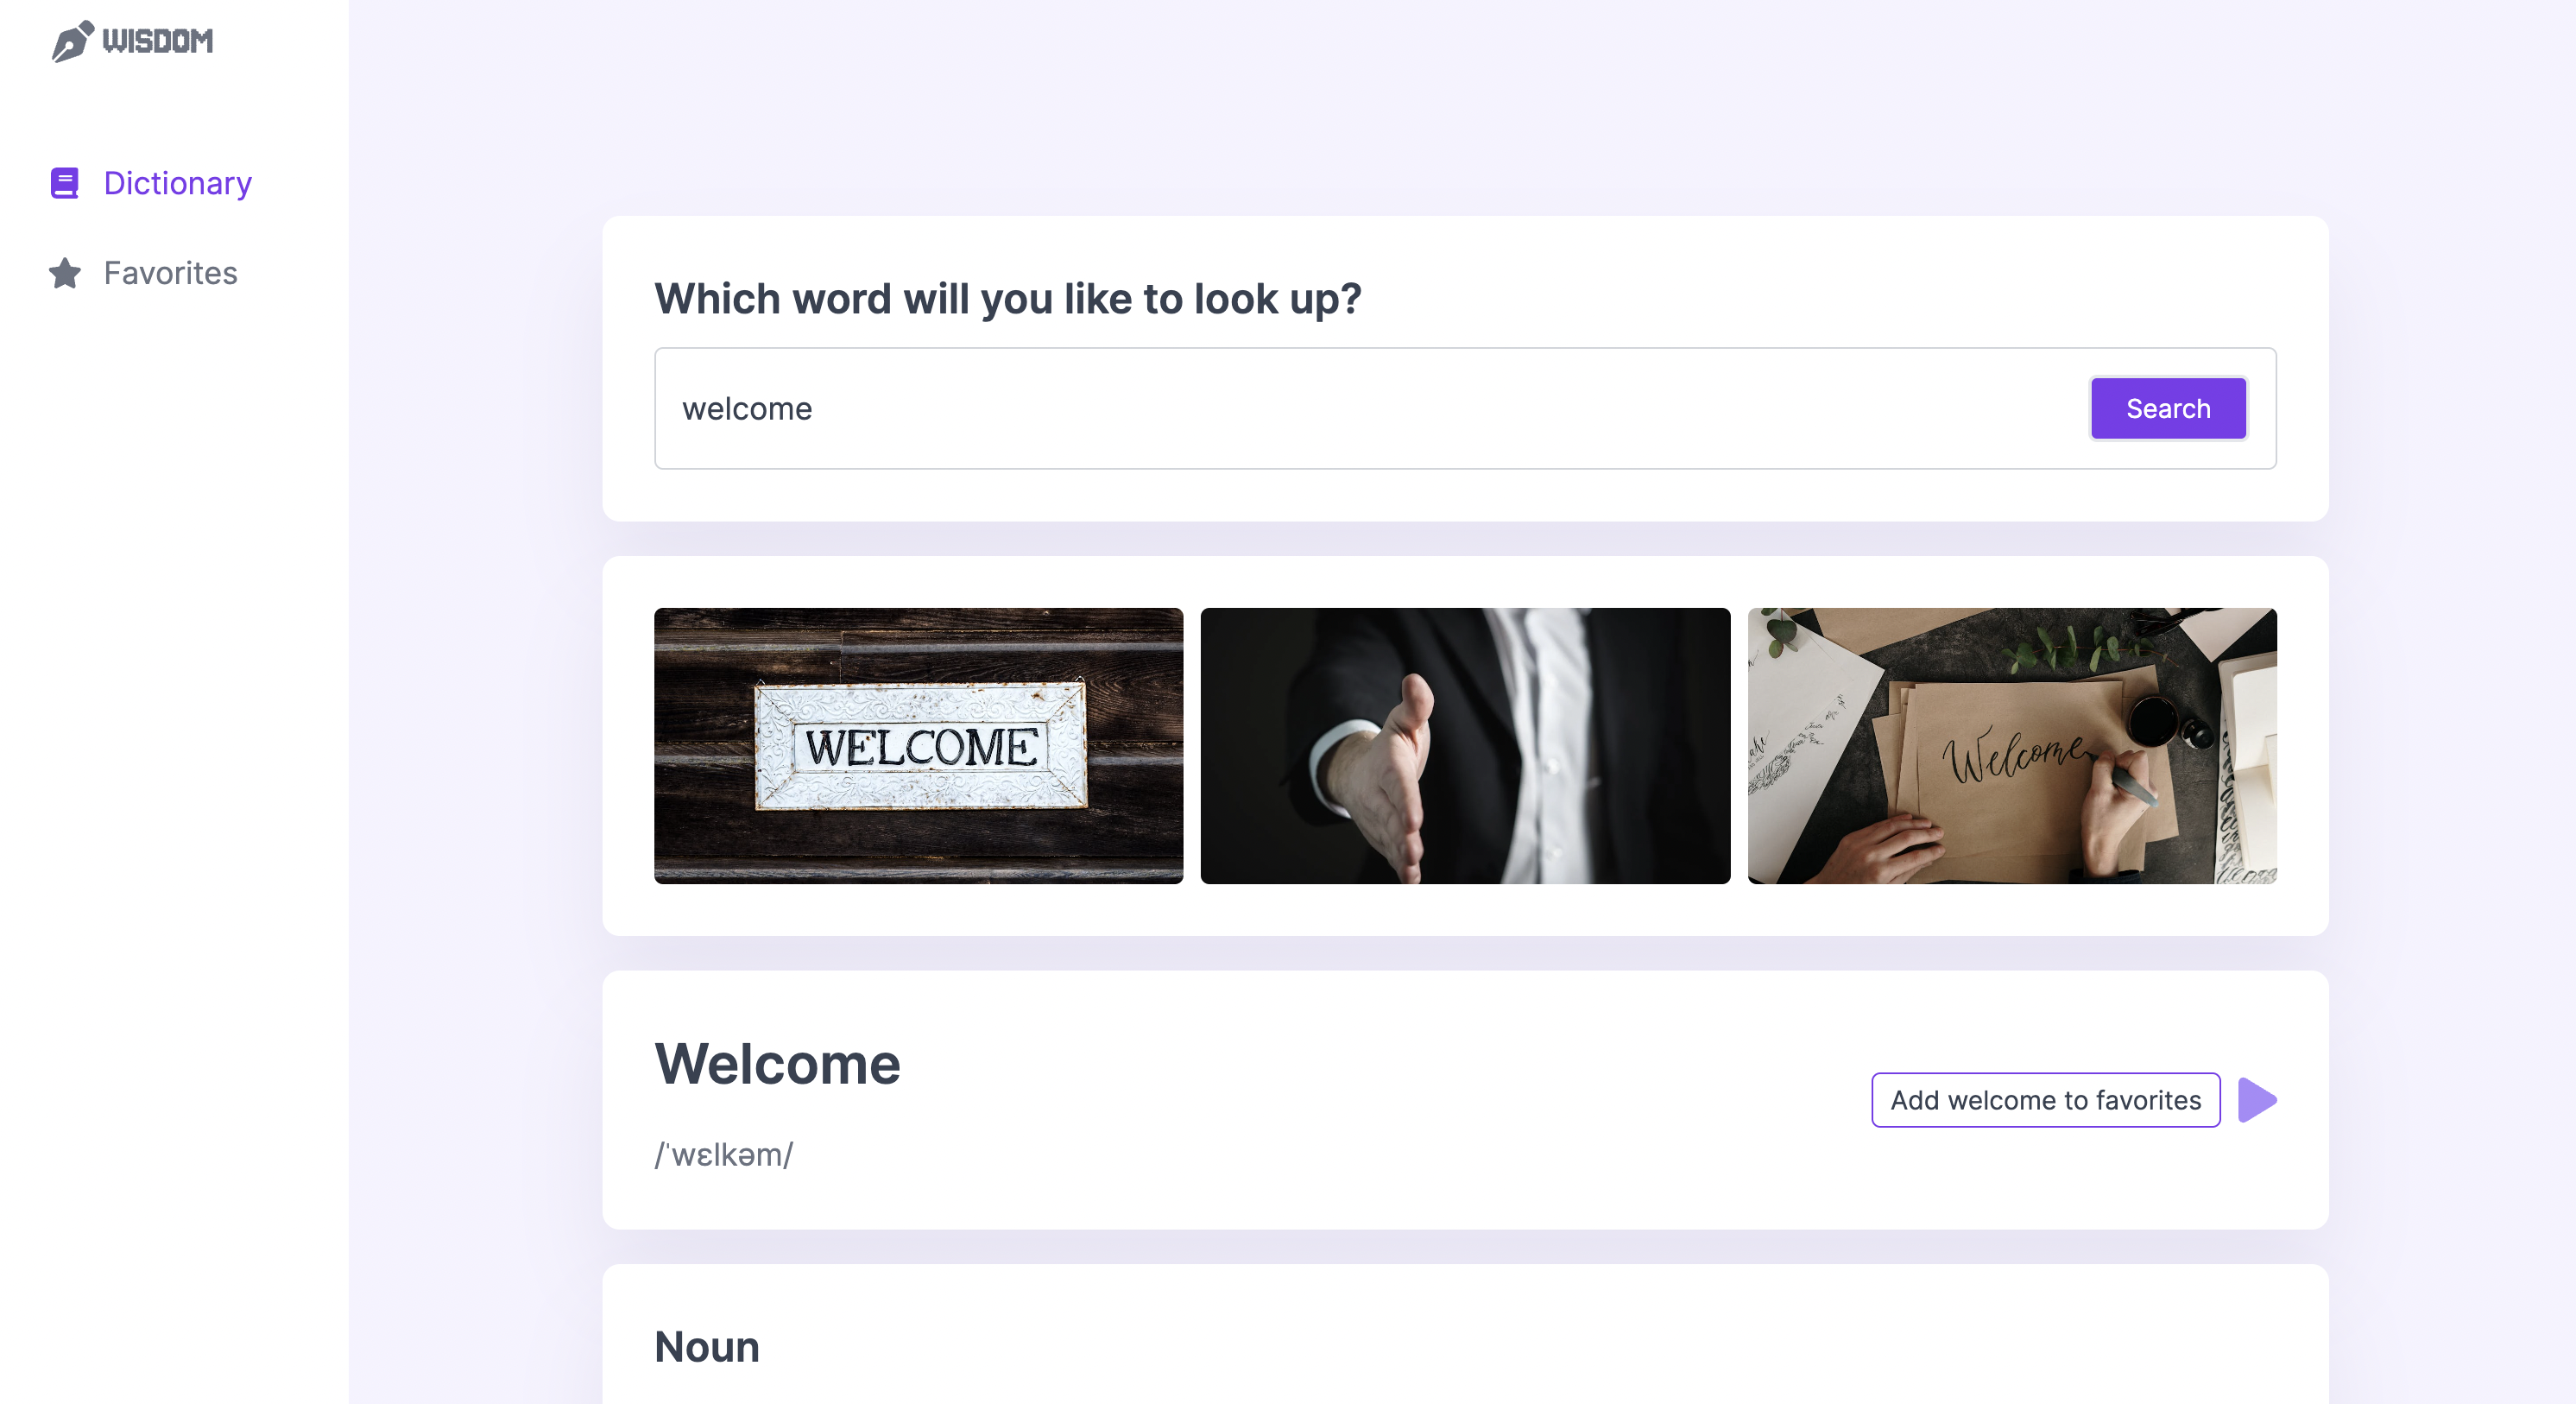 WISDOM
Dictionary
Favorites
Which word will you like to look up?
welcome
Search
WELCOME
Welcome
Welcome
Add welcome to favorites
/ˈwɛlkəm/
Noun